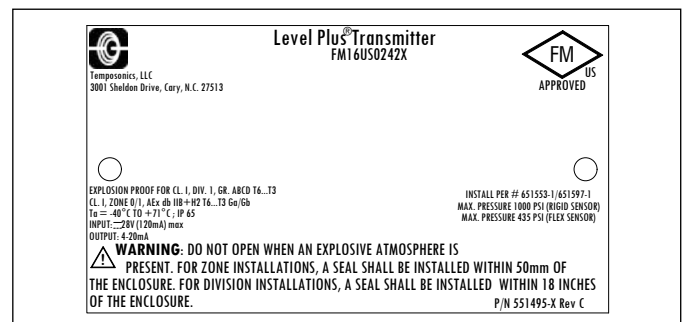 Level Plus® Transmitter
FM16US0242X
FM
US
APPROVED
Temposonics, LLC
3001 Sheldon Drive, Cary, N.C. 27513
EXPLOSION PROOF FOR CL. I, DIV. 1, GR. ABCD T6...T3
CL. I, ZONE 0/1, AEx db IIB+H2 T6...T3 Ga/Gb
Ta = -40°C TO +71°C ; IP 65
INPUT: ⎓28V (120mA) max
OUTPUT: 4-20mA
INSTALL PER # 651553-1/651597-1
MAX. PRESSURE 1000 PSI (RIGID SENSOR)
MAX. PRESSURE 435 PSI (FLEX SENSOR)
WARNING: DO NOT OPEN WHEN AN EXPLOSIVE ATMOSPHERE IS
PRESENT. FOR ZONE INSTALLATIONS, A SEAL SHALL BE INSTALLED WITHIN 50mm OF
THE ENCLOSURE. FOR DIVISION INSTALLATIONS, A SEAL SHALL BE INSTALLED WITHIN 18 INCHES
OF THE ENCLOSURE.
P/N 551495-X Rev C